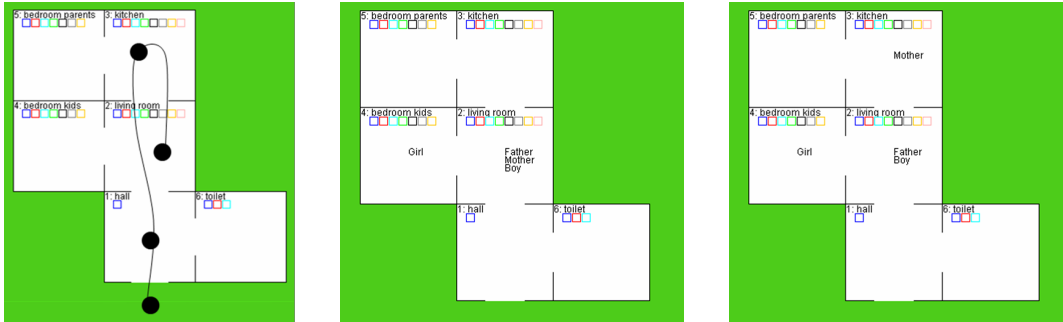 5: bedroom parents
3: kitchen
4: bedroom kids
2: living room
1: hall
6: toilet
5: bedroom parents
3: kitchen
4: bedroom kids
2: living room
Girl
Father
Mother
Boy
1: hall
6: toilet
5: bedroom parents
3: kitchen
Mother
4: bedroom kids
2: living room
Girl
Father
Boy
1: hall
6: toilet